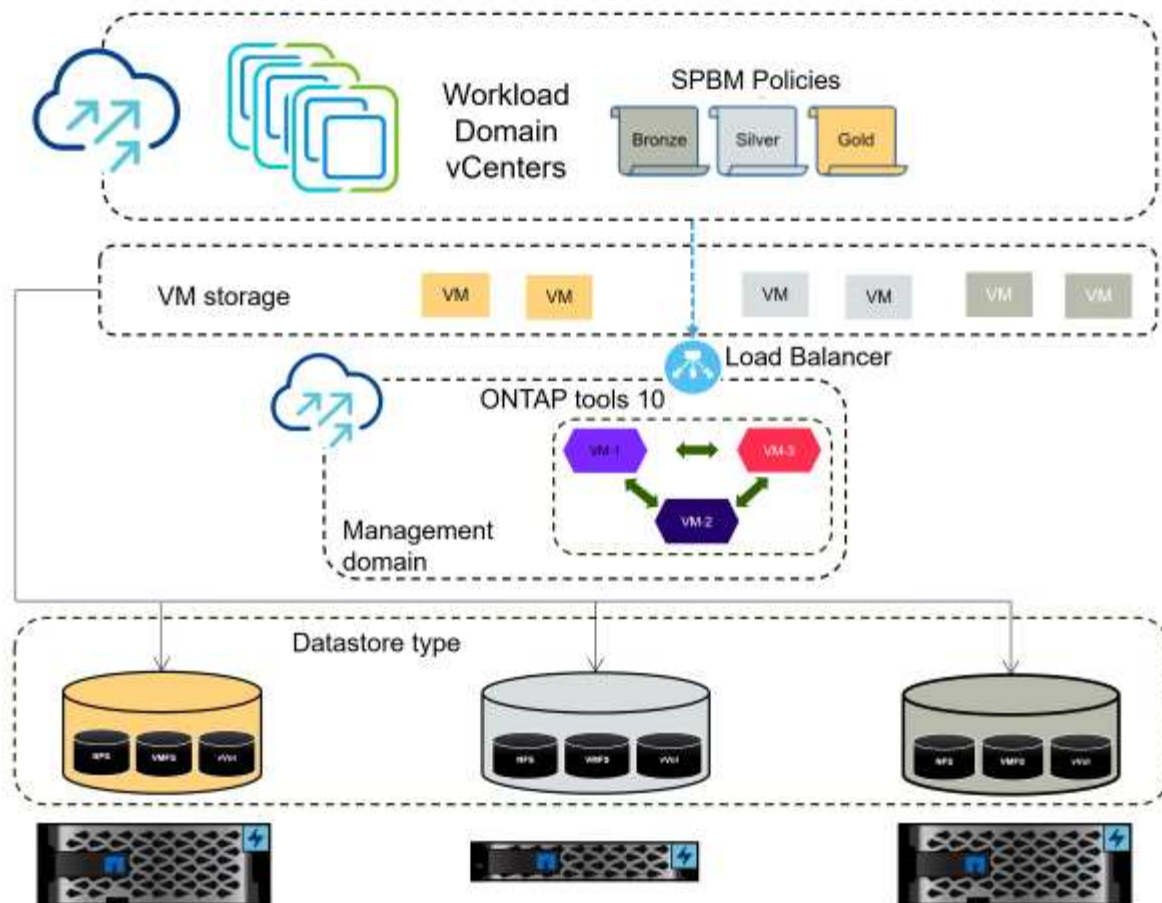 SPBM Policies
Workload
Domain
vCenters
Bronze
Silver
Gold
VM storage
VM
VM
VM
VM
VM
VM
Load Balancer
ONTAP tools 10
VM-1
VM-3
VM-2
Management
domain
Datastore type
NFS
VMFS
vVol
NFS
VMFS
vVol
NFS
VMFS
vVol